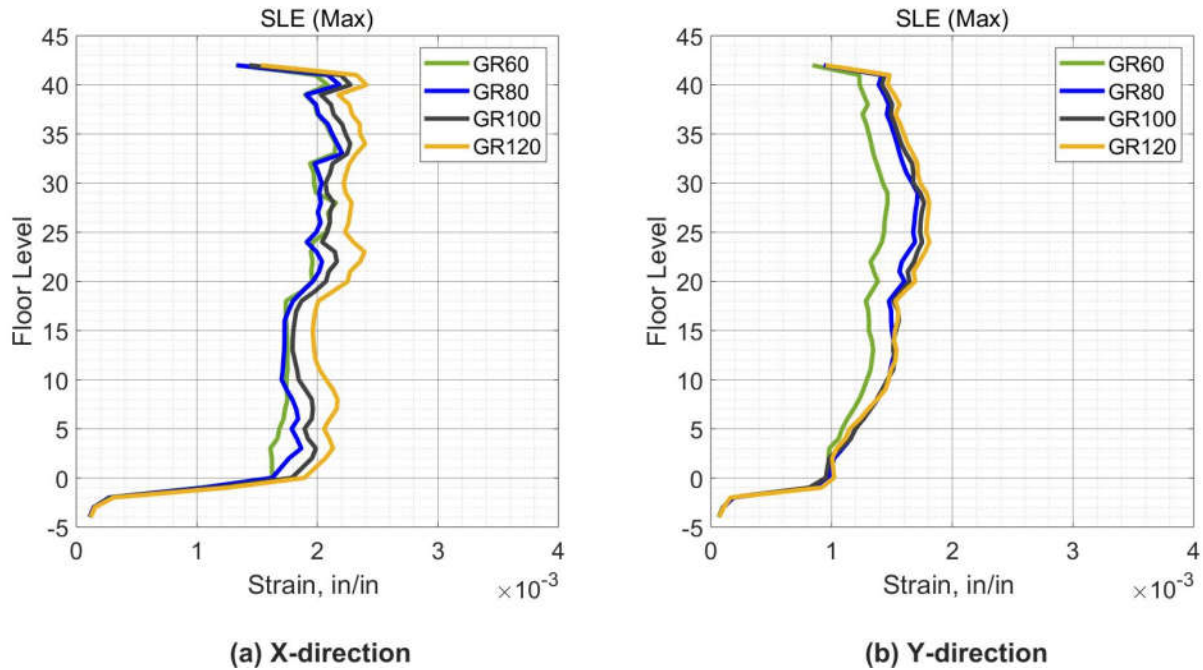 SLE (Max)
45
40
35
30
25
20
15
10
5
0
-5
Floor Level
GR60
GR80
GR100
GR120
0
1
2
3
4
Strain, in/in
×10⁻³
(a) X-direction
SLE (Max)
45
40
35
30
25
20
15
10
5
0
-5
Floor Level
GR60
GR80
GR100
GR120
0
1
2
3
4
Strain, in/in
×10⁻³
(b) Y-direction